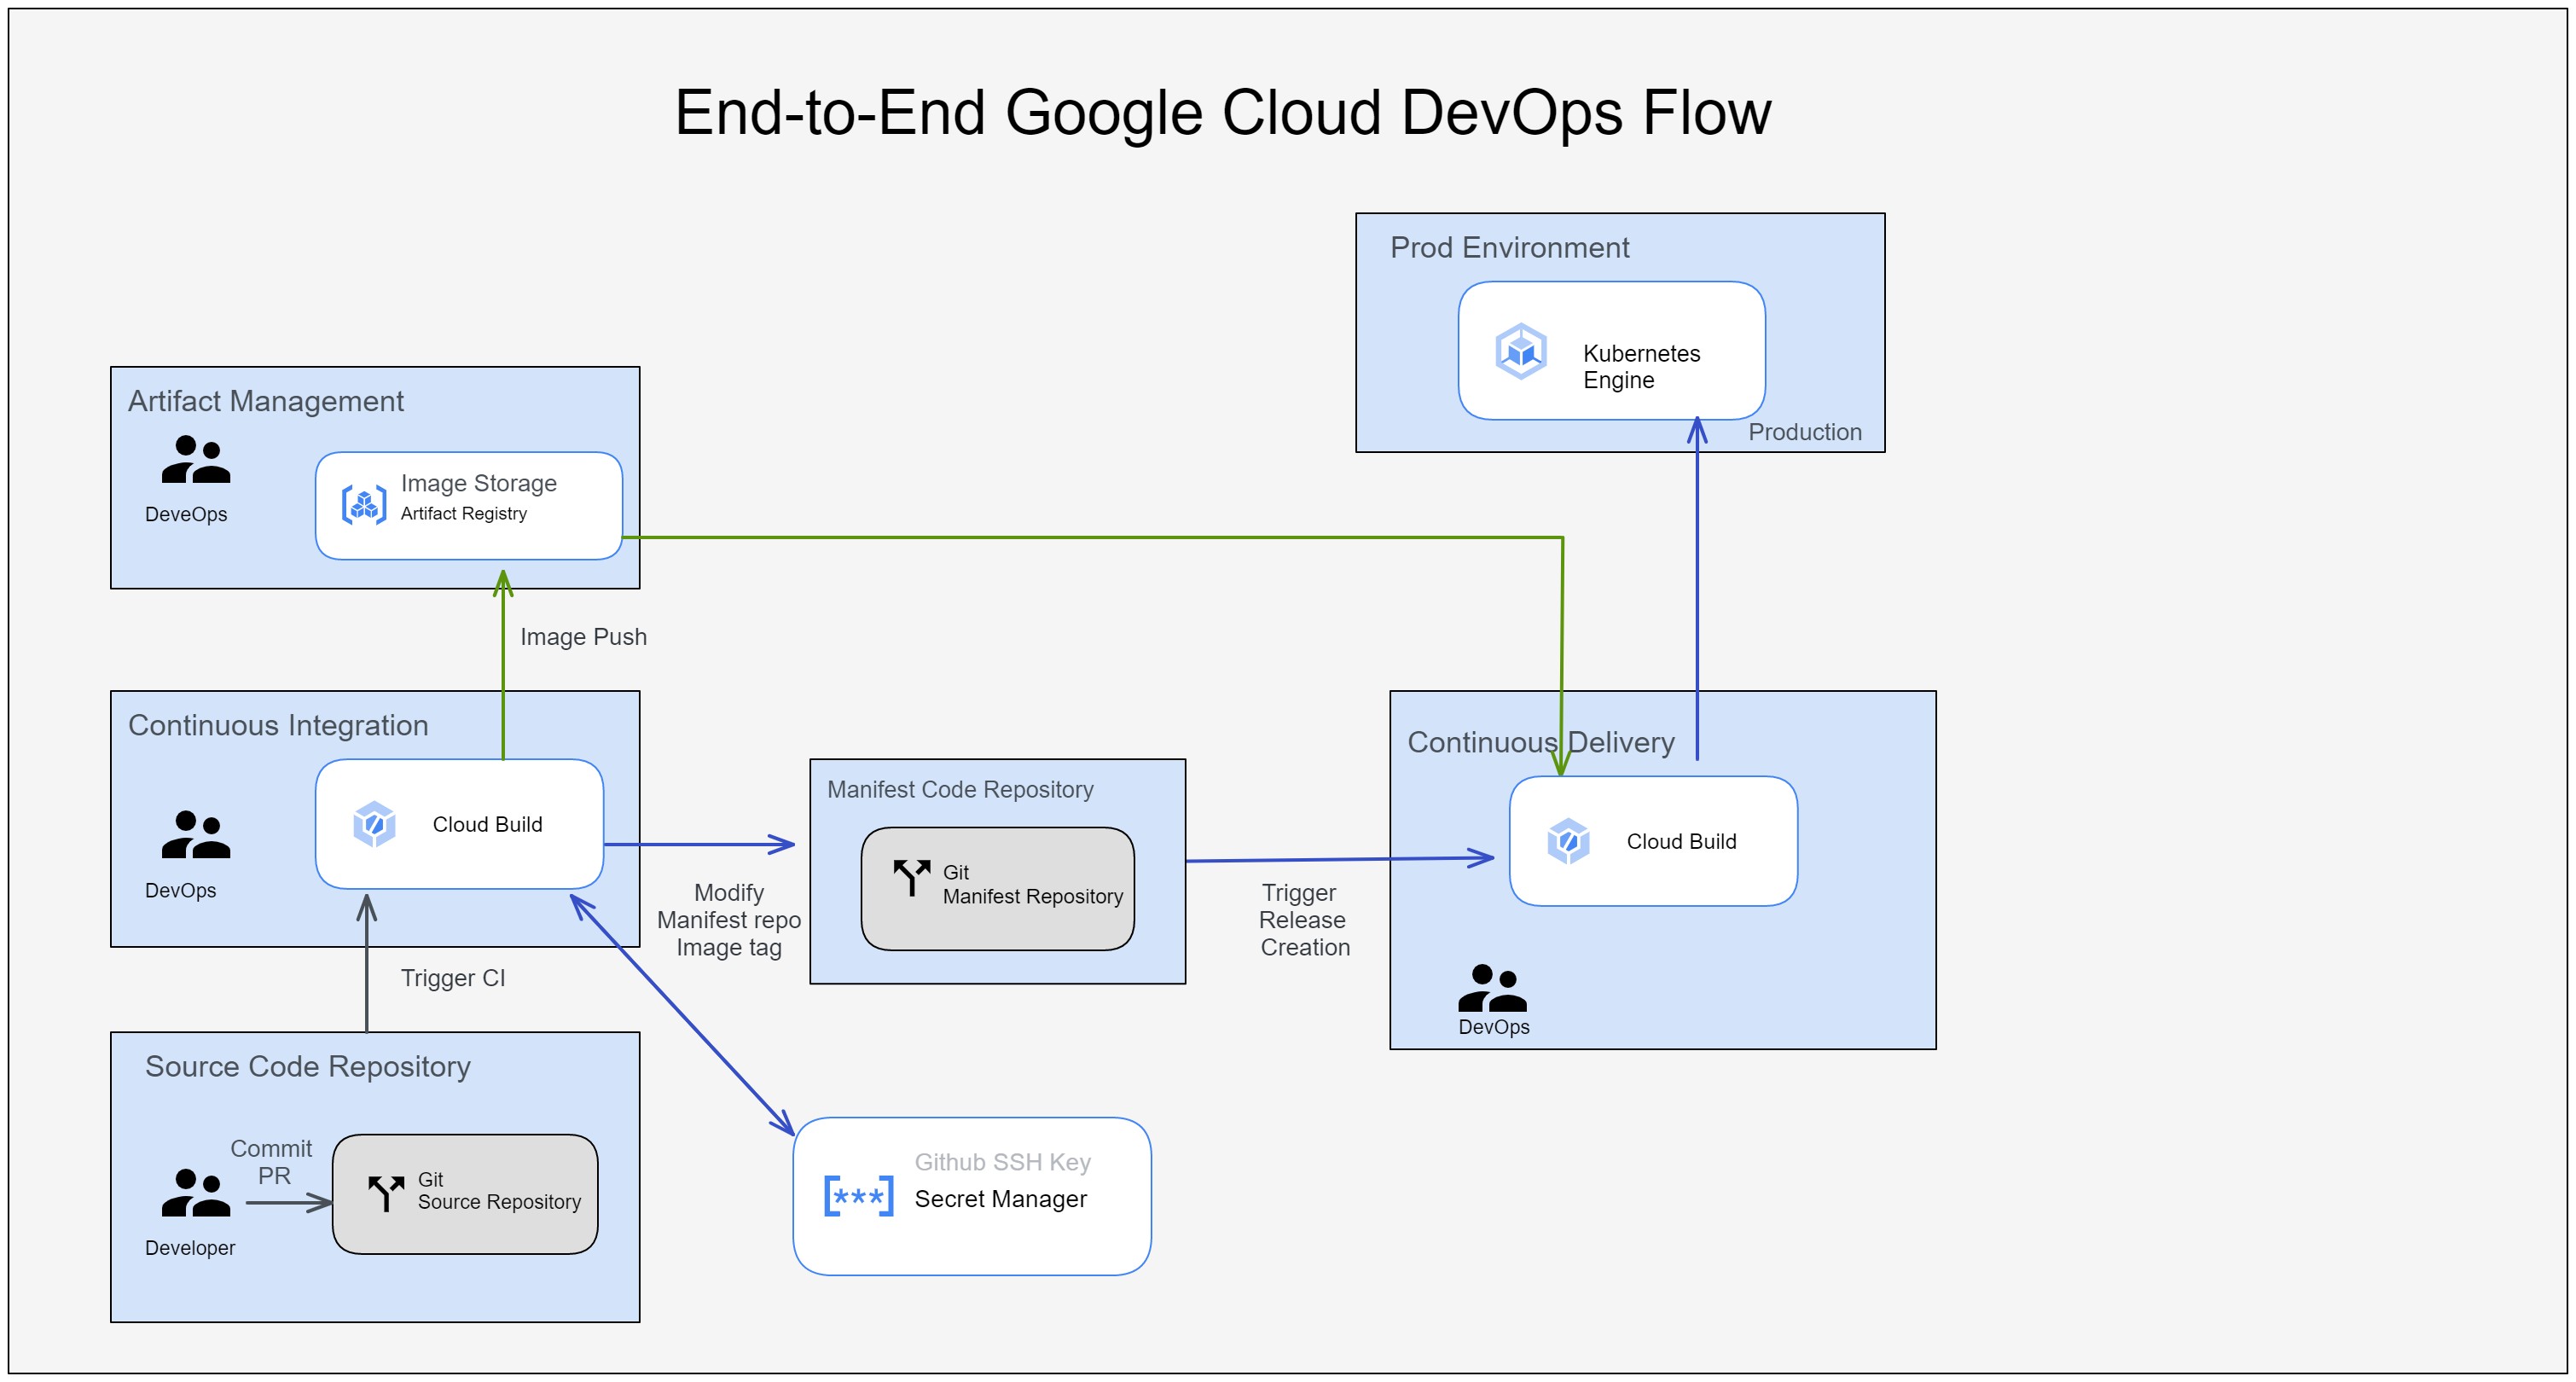 End-to-End Google Cloud DevOps Flow
Prod Environment
Kubernetes
Engine
Production
Artifact Management
DeveOps
Image Storage
Artifact Registry
Image Push
Continuous Integration
DevOps
Cloud Build
Modify
Manifest repo
Image tag
Manifest Code Repository
Git
Manifest Repository
Trigger
Release
Creation
Continuous Delivery
Cloud Build
DevOps
Trigger CI
Source Code Repository
Commit
PR
Developer
Git
Source Repository
Github SSH Key
[***]
Secret Manager